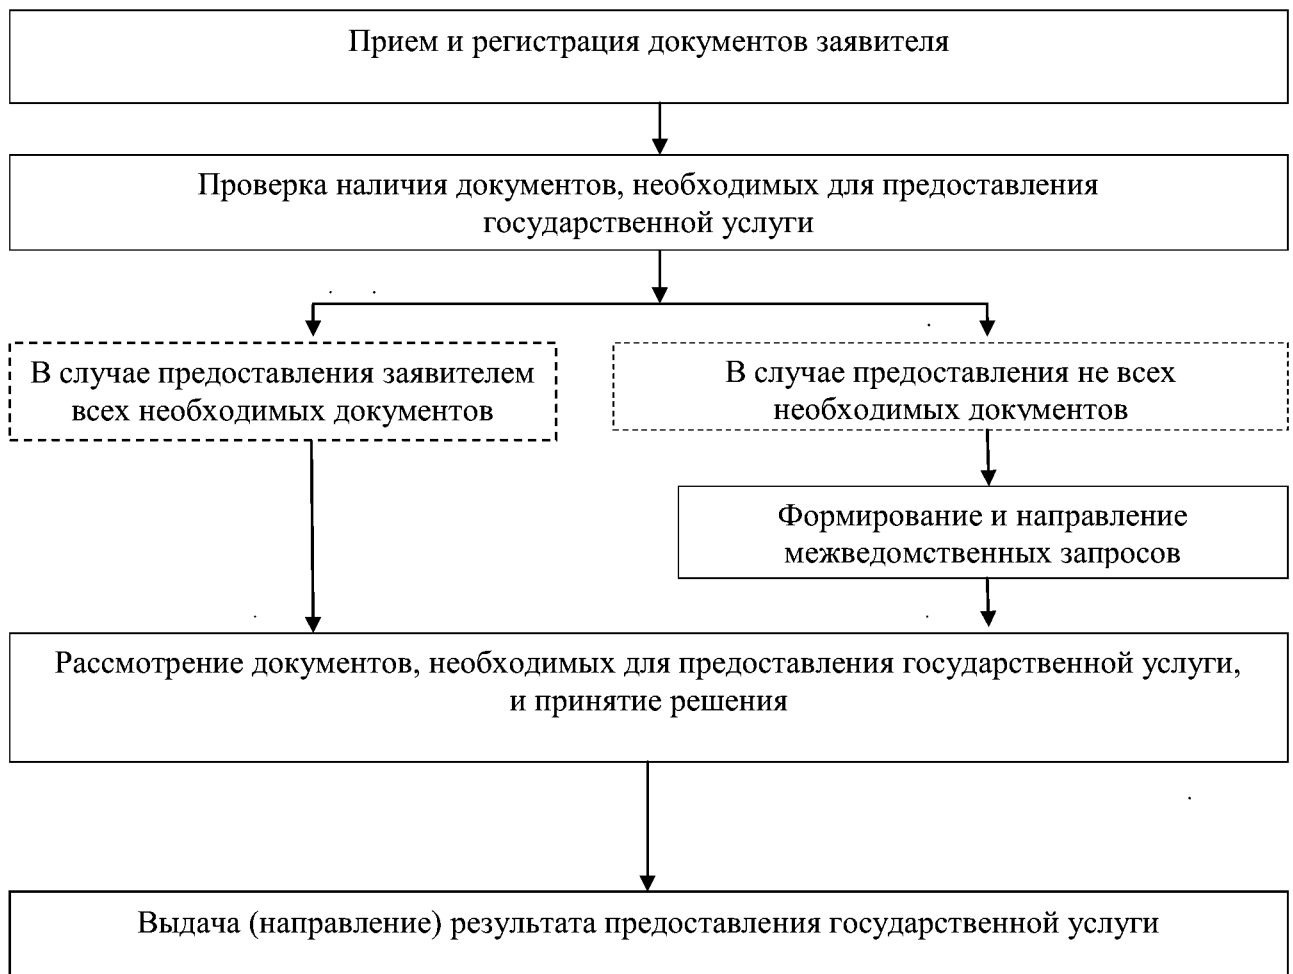 Прием и регистрация документов заявителя
Проверка наличия документов, необходимых для предоставления
государственной услуги
В случае предоставления заявителем
всех необходимых документов
В случае предоставления не всех
необходимых документов
Формирование и направление
межведомственных запросов
Рассмотрение документов, необходимых для предоставления государственной услуги,
и принятие решения
Выдача (направление) результата предоставления государственной услуги